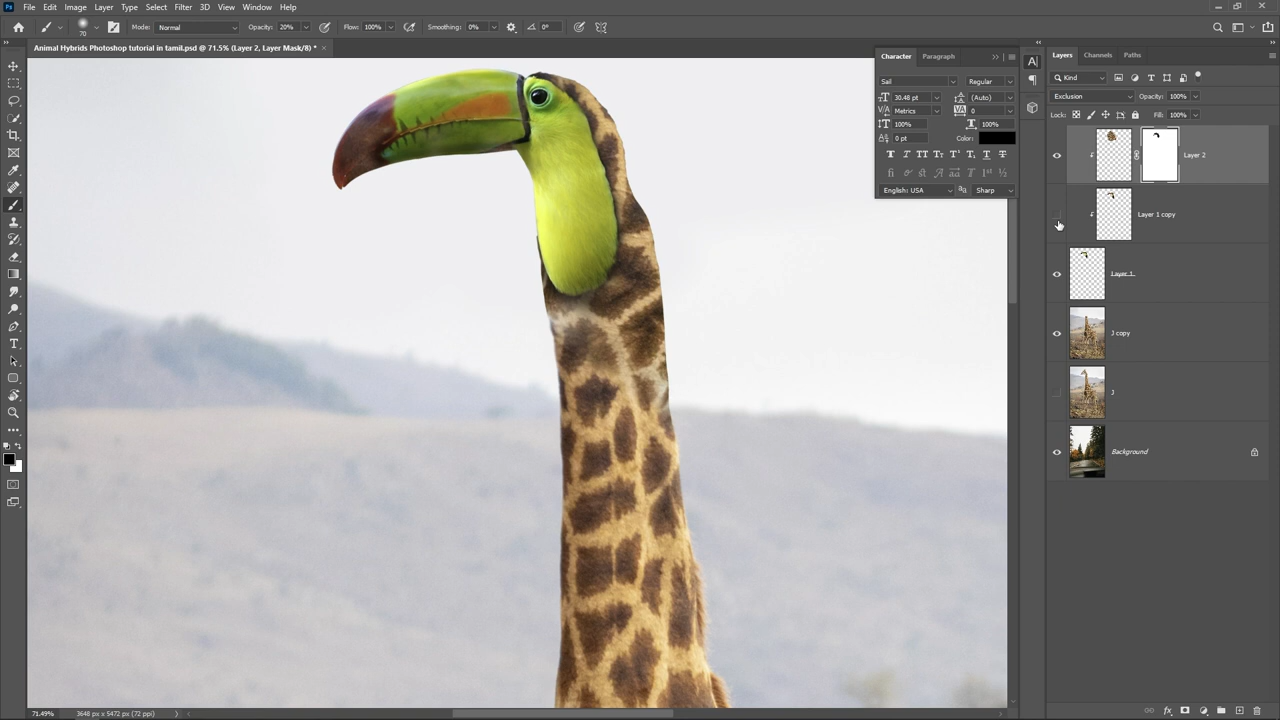 Ps File Edit Image Layer Type Select Filter 3D View Window Help
70 Mode: Normal Opacity: 20% Flow: 100% Smoothing: 0% 0°
Animal Hybrids Photoshop tutorial in tamil.psd @ 71.5% (Layer 2, Layer Mask/8) * ×
Character Paragraph
Sail Regular
30.48 pt (Auto)
Metrics 0
100% 100%
0 pt Color:
English: USA Sharp
Layers Channels Paths
Kind
Exclusion Opacity: 100%
Lock: Fill: 100%
Layer 2
Layer 1 copy
Layer 1
J copy
J
Background
71.49% 3648 px x 5472 px (72 ppi)